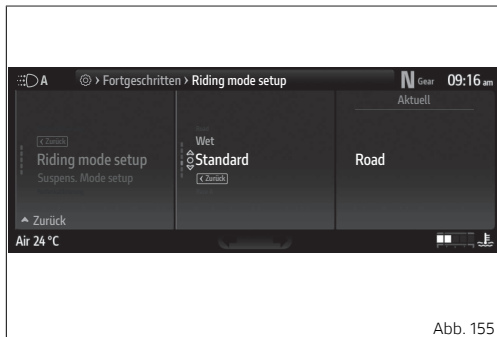 A
> Fortgeschritten > Riding mode setup
N Gear
09:16 am
Aktuell
< Zurück
Riding mode setup
Suspens. Mode setup
Zurück
Wet
Standard
< Zurück
Road
Air 24 °C
Abb. 155